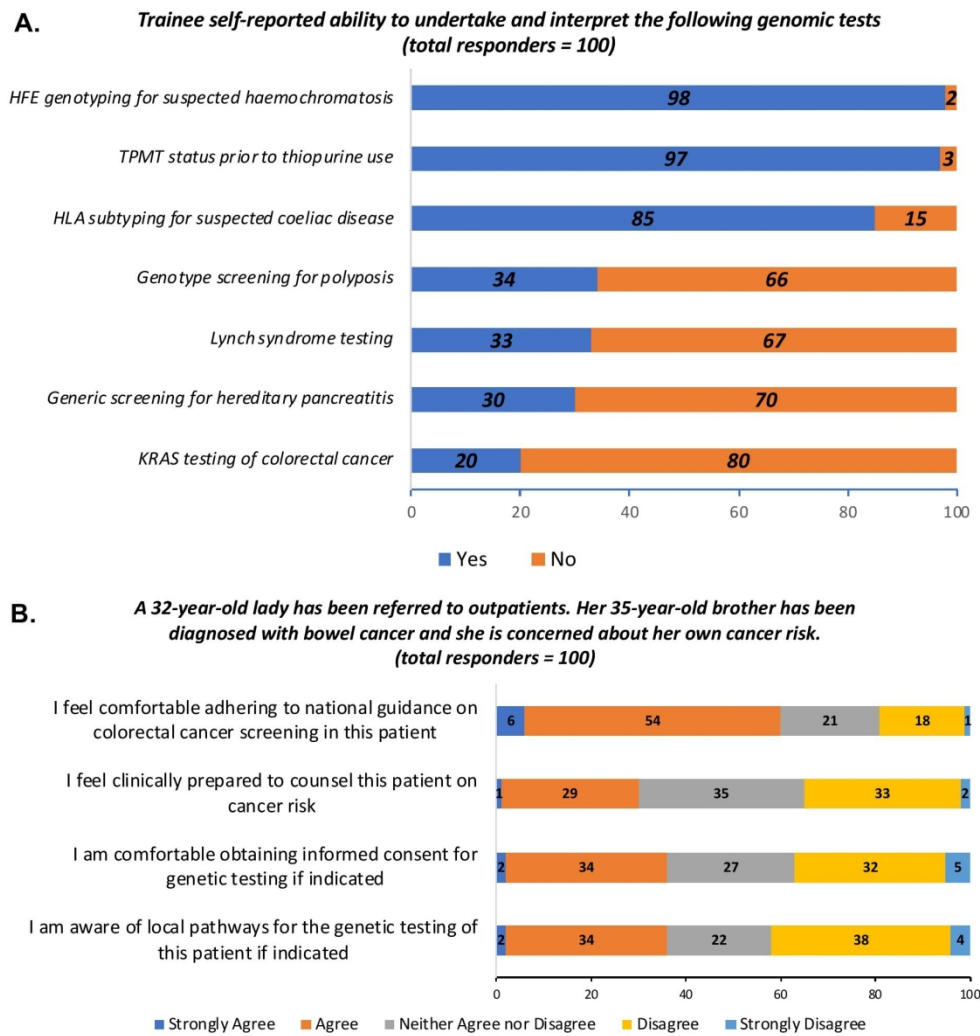 A.
Trainee self-reported ability to undertake and interpret the following genomic tests
(total responders = 100)
HFE genotyping for suspected haemochromatosis
98 2
TPMT status prior to thiopurine use
97 3
HLA subtyping for suspected coeliac disease
85 15
Genotype screening for polyposis
34 66
Lynch syndrome testing
33 67
Generic screening for hereditary pancreatitis
30 70
KRAS testing of colorectal cancer
20 80
0 20 40 60 80 100
Yes No
B.
A 32-year-old lady has been referred to outpatients. Her 35-year-old brother has been
diagnosed with bowel cancer and she is concerned about her own cancer risk.
(total responders = 100)
I feel comfortable adhering to national guidance on
colorectal cancer screening in this patient
6 54 21 18 1
I feel clinically prepared to counsel this patient on
cancer risk
1 29 35 33 2
I am comfortable obtaining informed consent for
genetic testing if indicated
2 34 27 32 5
I am aware of local pathways for the genetic testing of
this patient if indicated
2 34 22 38 4
0 20 40 60 80 100
Strongly Agree Agree Neither Agree nor Disagree Disagree Strongly Disagree